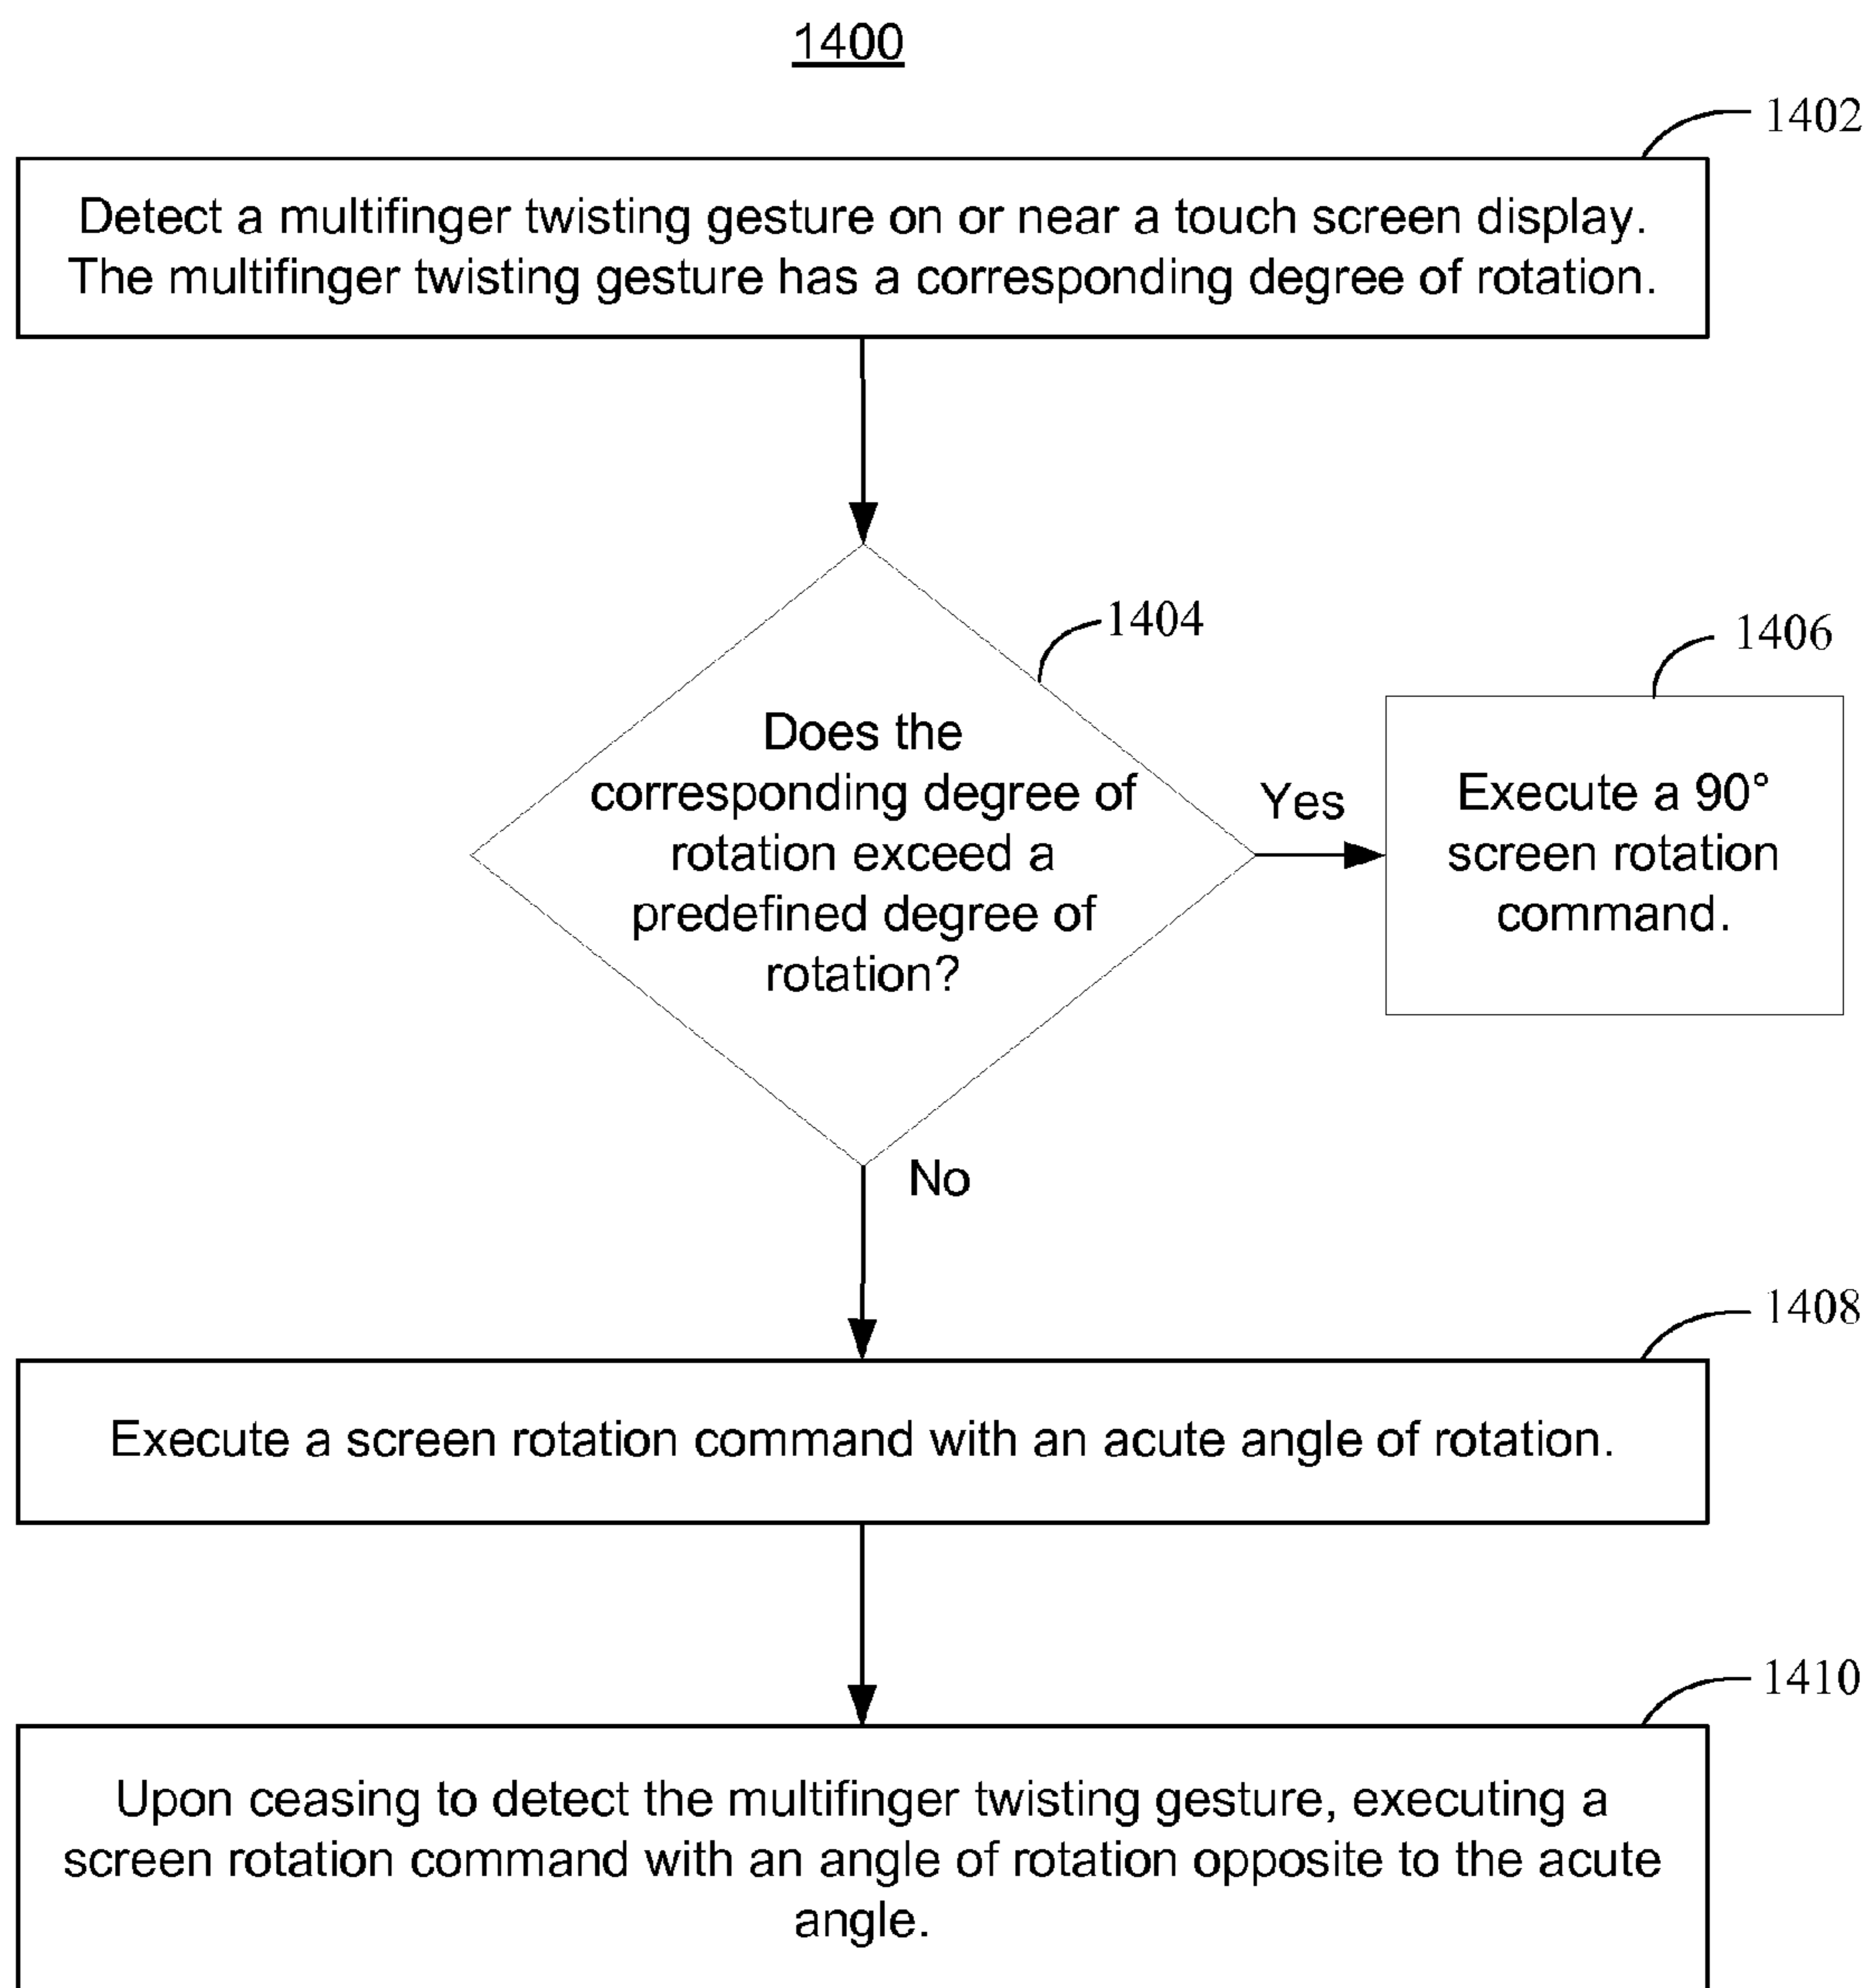 1400
1402
Detect a multifinger twisting gesture on or near a touch screen display.
The multifinger twisting gesture has a corresponding degree of rotation.
1404
1406
Does the
corresponding degree of
rotation exceed a
predefined degree of
rotation?
Yes
Execute a 90°
screen rotation
command.
No
1408
Execute a screen rotation command with an acute angle of rotation.
1410
Upon ceasing to detect the multifinger twisting gesture, executing a
screen rotation command with an angle of rotation opposite to the acute
angle.